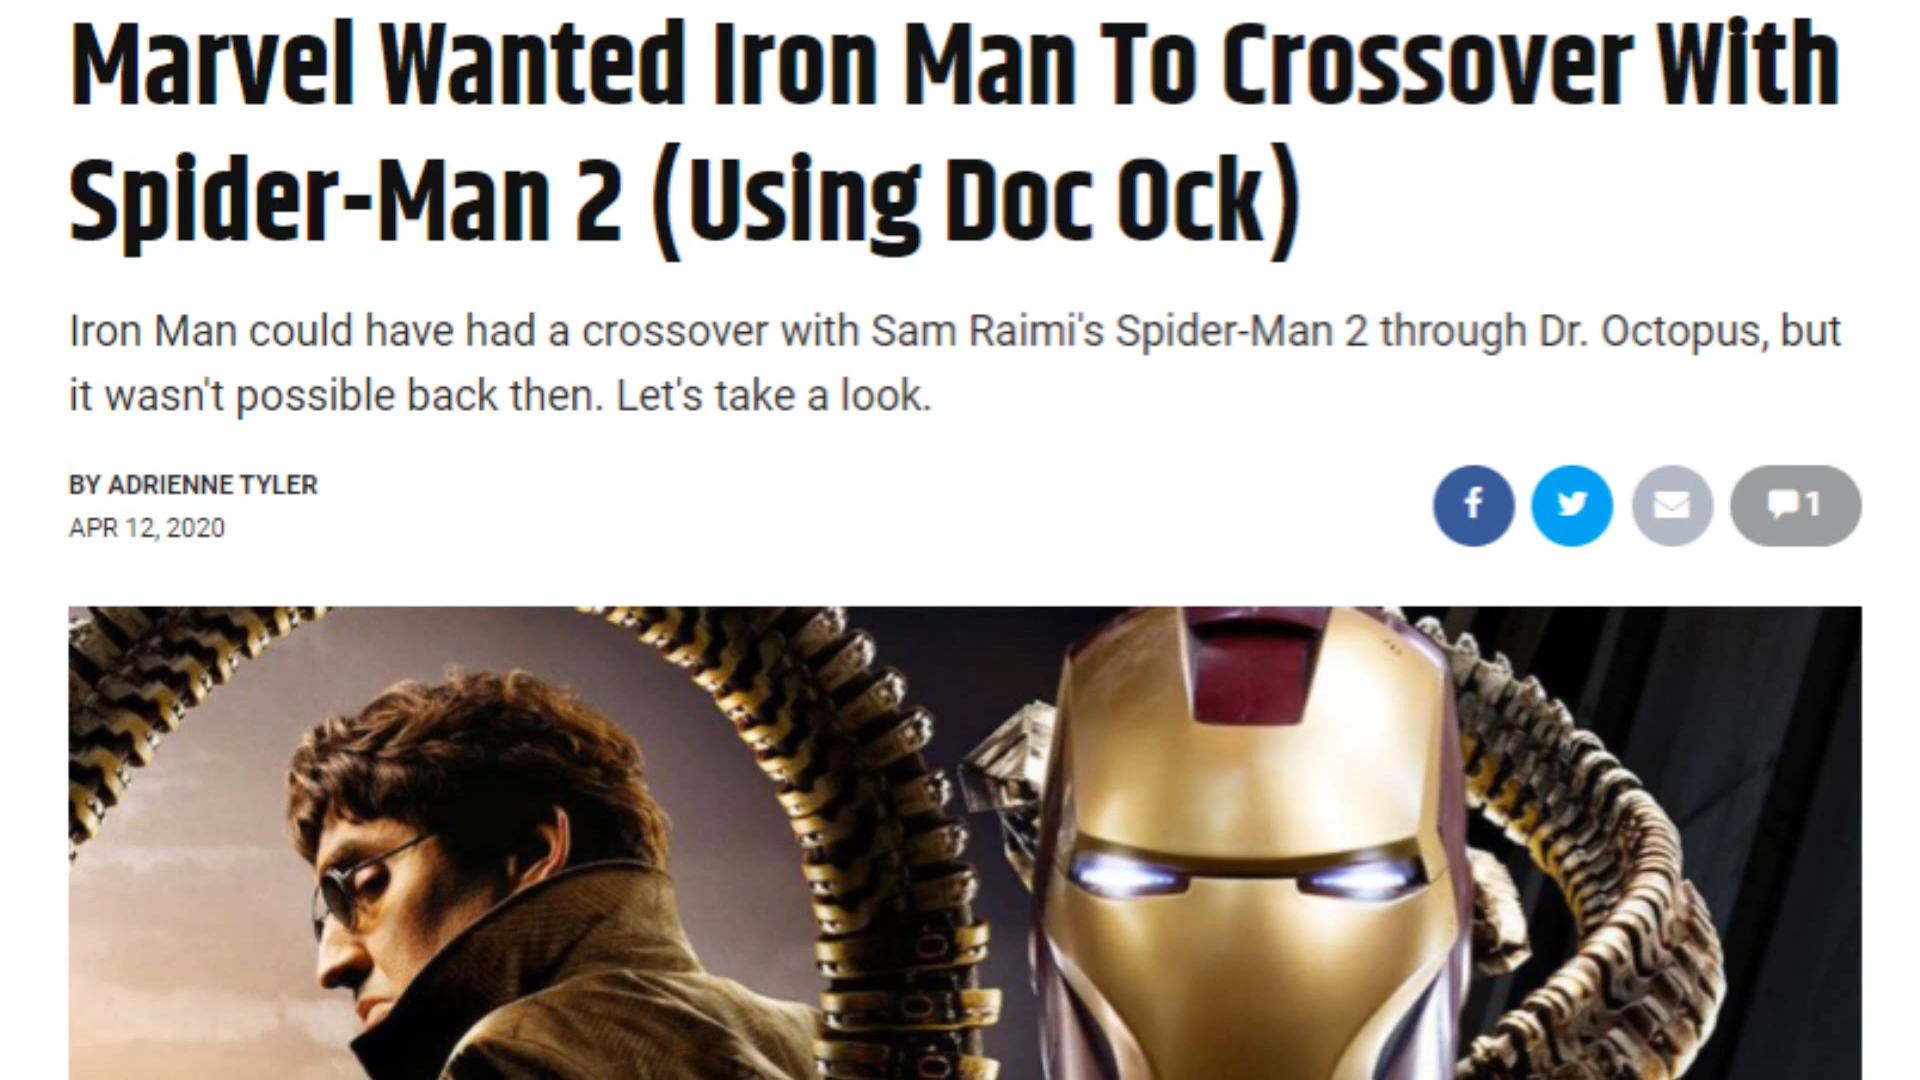 Marvel Wanted Iron Man To Crossover With
Spider-Man 2 (Using Doc Ock)
Iron Man could have had a crossover with Sam Raimi's Spider-Man 2 through Dr. Octopus, but
it wasn't possible back then. Let's take a look.
BY ADRIENNE TYLER
APR 12, 2020
f
1